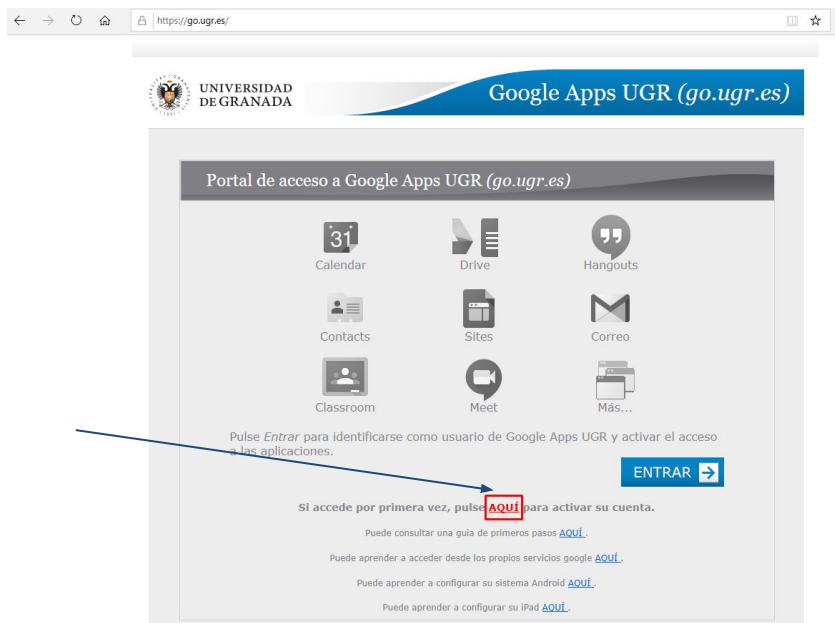 https://go.ugr.es/
UNIVERSIDAD
DE GRANADA
Google Apps UGR (go.ugr.es)
Portal de acceso a Google Apps UGR (go.ugr.es)
31
Calendar
Drive
Hangouts
Contacts
Sites
Correo
Classroom
Meet
Más...
Pulse Entrar para identificarse como usuario de Google Apps UGR y activar el acceso
a las aplicaciones.
ENTRAR
Si accede por primera vez, pulse AQUÍ para activar su cuenta.
Puede consultar una guia de primeros pasos AQUÍ .
Puede aprender a acceder desde los propios servicios google AQUÍ .
Puede aprender a configurar su sistema Android AQUÍ .
Puede aprender a configurar su iPad AQUÍ .